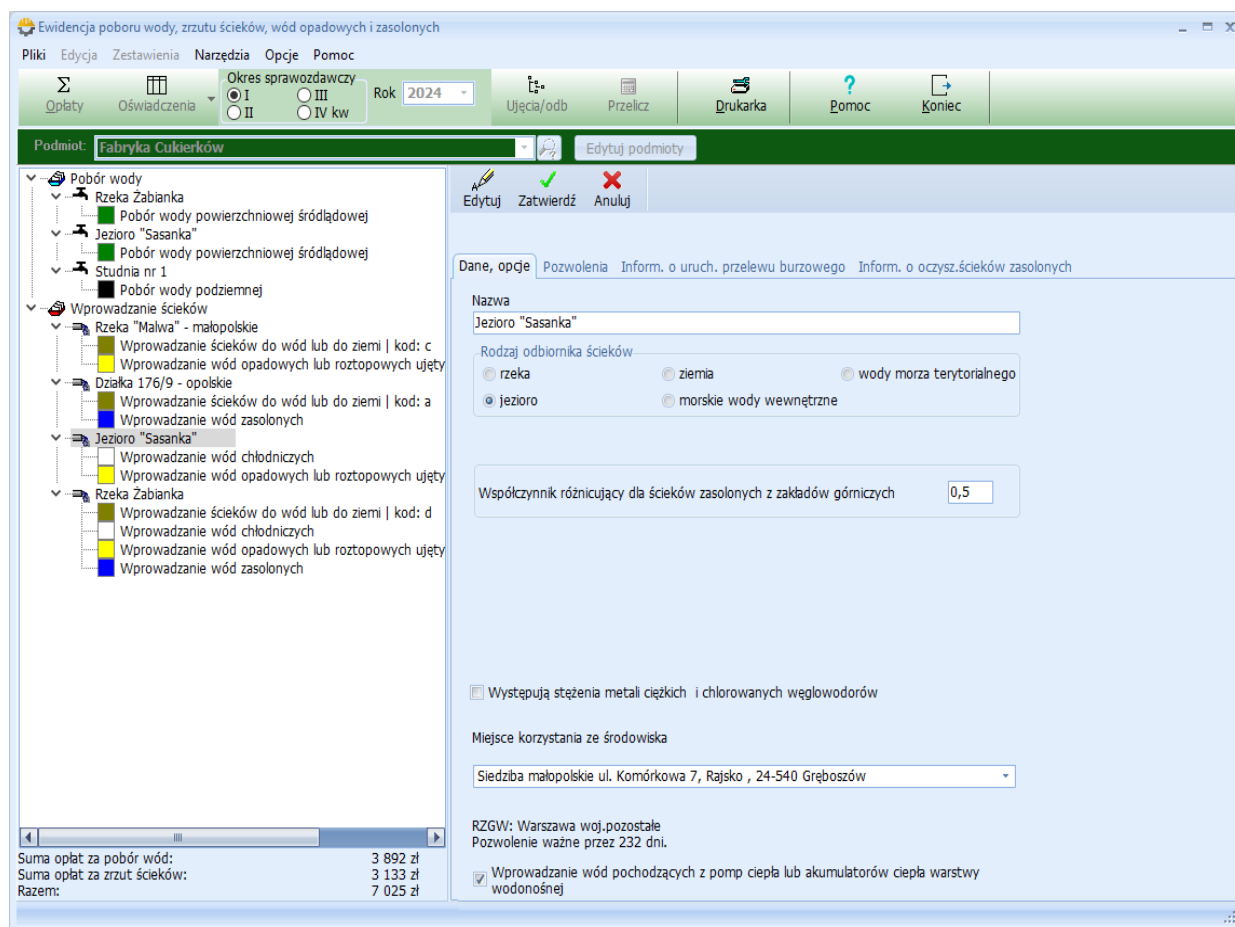 Ewidencja poboru wody, zrzutu ścieków, wód opadowych i zasolonych
Pliki Edycja Zestawienia Narzędzia Opcje Pomoc
Σ Opłaty
Oświadczenia
Okres sprawozdawczy
I III
II IV kw
Rok 2024
Ujęcia/odb
Przelicz
Drukarka
? Pomoc
Koniec
Podmiot: Fabryka Cukierków
Edytuj podmioty
Pobór wody
Rzeka Żabianka
Pobór wody powierzchniowej śródlądowej
Jezioro "Sasanka"
Pobór wody powierzchniowej śródlądowej
Studnia nr 1
Pobór wody podziemnej
Wprowadzanie ścieków
Rzeka "Malwa" - małopolskie
Wprowadzanie ścieków do wód lub do ziemi | kod: c
Wprowadzanie wód opadowych lub roztopowych ujęty
Działka 176/9 - opolskie
Wprowadzanie ścieków do wód lub do ziemi | kod: a
Wprowadzanie wód zasolonych
Jezioro "Sasanka"
Wprowadzanie wód chłodniczych
Wprowadzanie wód opadowych lub roztopowych ujęty
Rzeka Żabianka
Wprowadzanie ścieków do wód lub do ziemi | kod: d
Wprowadzanie wód chłodniczych
Wprowadzanie wód opadowych lub roztopowych ujęty
Wprowadzanie wód zasolonych
Suma opłat za pobór wód: 3 892 zł
Suma opłat za zrzut ścieków: 3 133 zł
Razem: 7 025 zł
Edytuj Zatwierdź Anuluj
Dane, opcje Pozwolenia Inform. o uruch. przelewu burzowego Inform. o oczysz.ścieków zasolonych
Nazwa
Jezioro "Sasanka"
Rodzaj odbiornika ścieków
rzeka ziemia wody morza terytorialnego
jezioro morskie wody wewnętrzne
Współczynnik różnicujący dla ścieków zasolonych z zakładów górniczych 0,5
Występują stężenia metali ciężkich i chlorowanych węglowodorów
Miejsce korzystania ze środowiska
Siedziba małopolskie ul. Komórkowa 7, Rajsko , 24-540 Gręboszów
RZGW: Warszawa woj.pozostałe
Pozwolenie ważne przez 232 dni.
Wprowadzanie wód pochodzących z pomp ciepła lub akumulatorów ciepła warstwy
wodonośnej